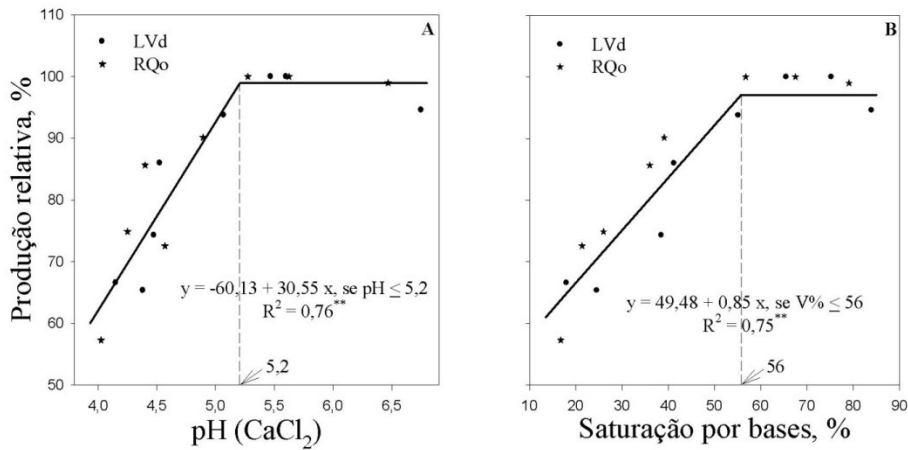 A
LVd
RQo
Produção relativa, %
100
90
80
70
60
50
y = -60,13 + 30,55 x, se pH ≤ 5,2
R² = 0,76**
5,2
4,0 4,5 5,0 5,5 6,0 6,5
pH (CaCl₂)
B
LVd
RQo
y = 49,48 + 0,85 x, se V% ≤ 56
R² = 0,75**
56
10 20 30 40 50 60 70 80 90
Saturação por bases, %